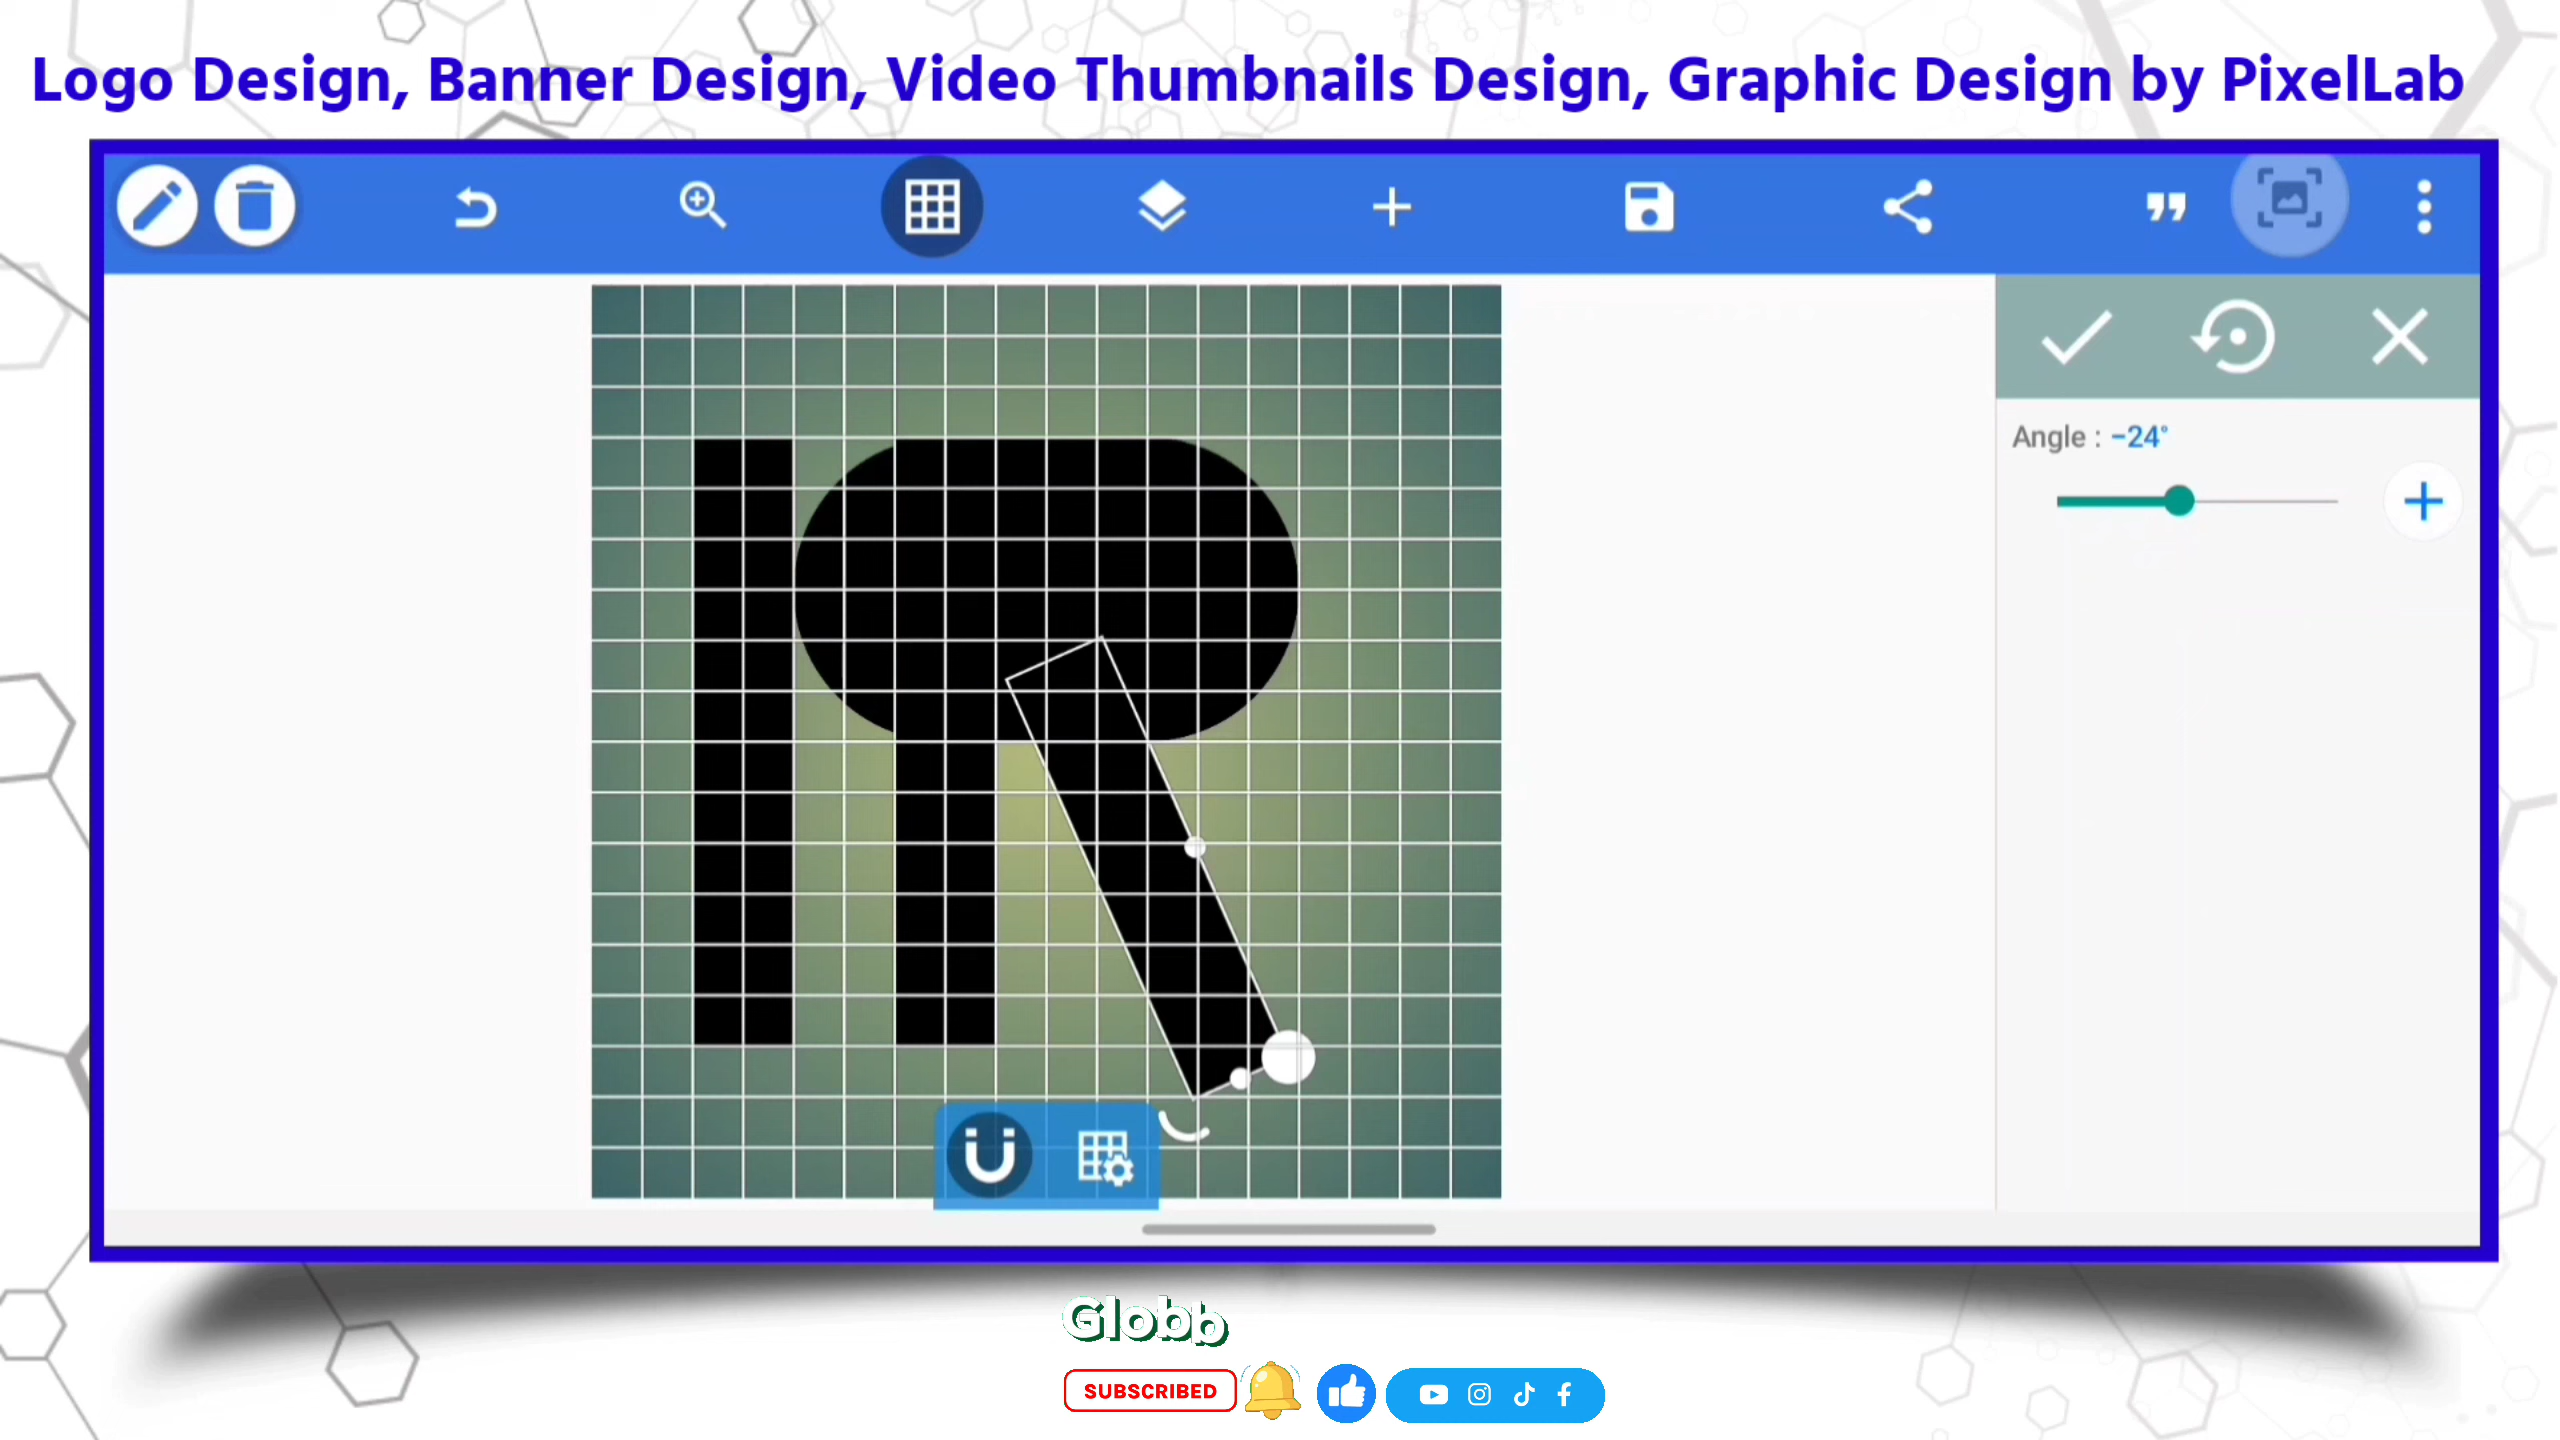 Logo Design, Banner Design, Video Thumbnails Design, Graphic Design by PixelLab
Angle : -24°
Globb
SUBSCRIBED